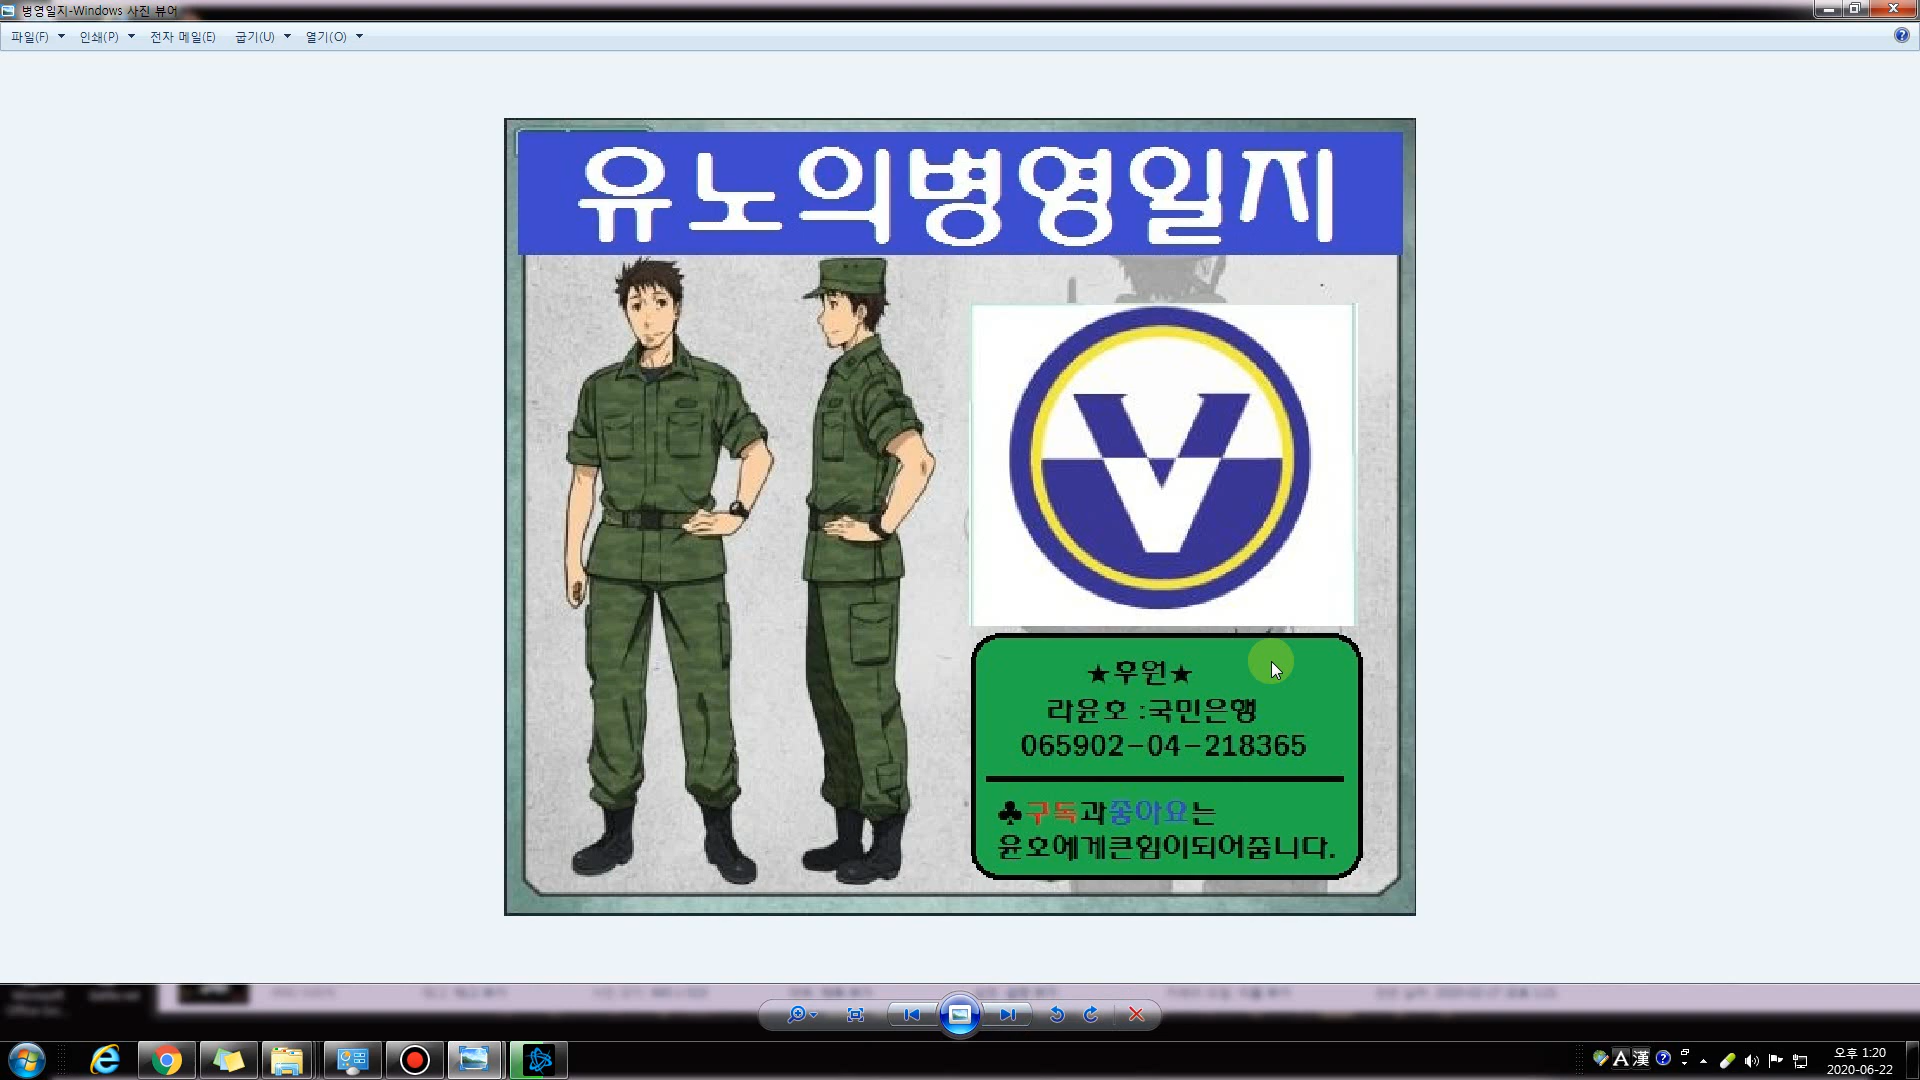 병영일지-Windows 사진 뷰어
파일(F) 인쇄(P) 전자 메일(E) 굽기(U) 열기(O)
유노의병영일지
V
★후원★
라윤호 :국민은행
065902-04-218365
♣구독과좋아요는
윤호에게큰힘이되어줍니다.
A漢
오후 1:20
2020-06-22